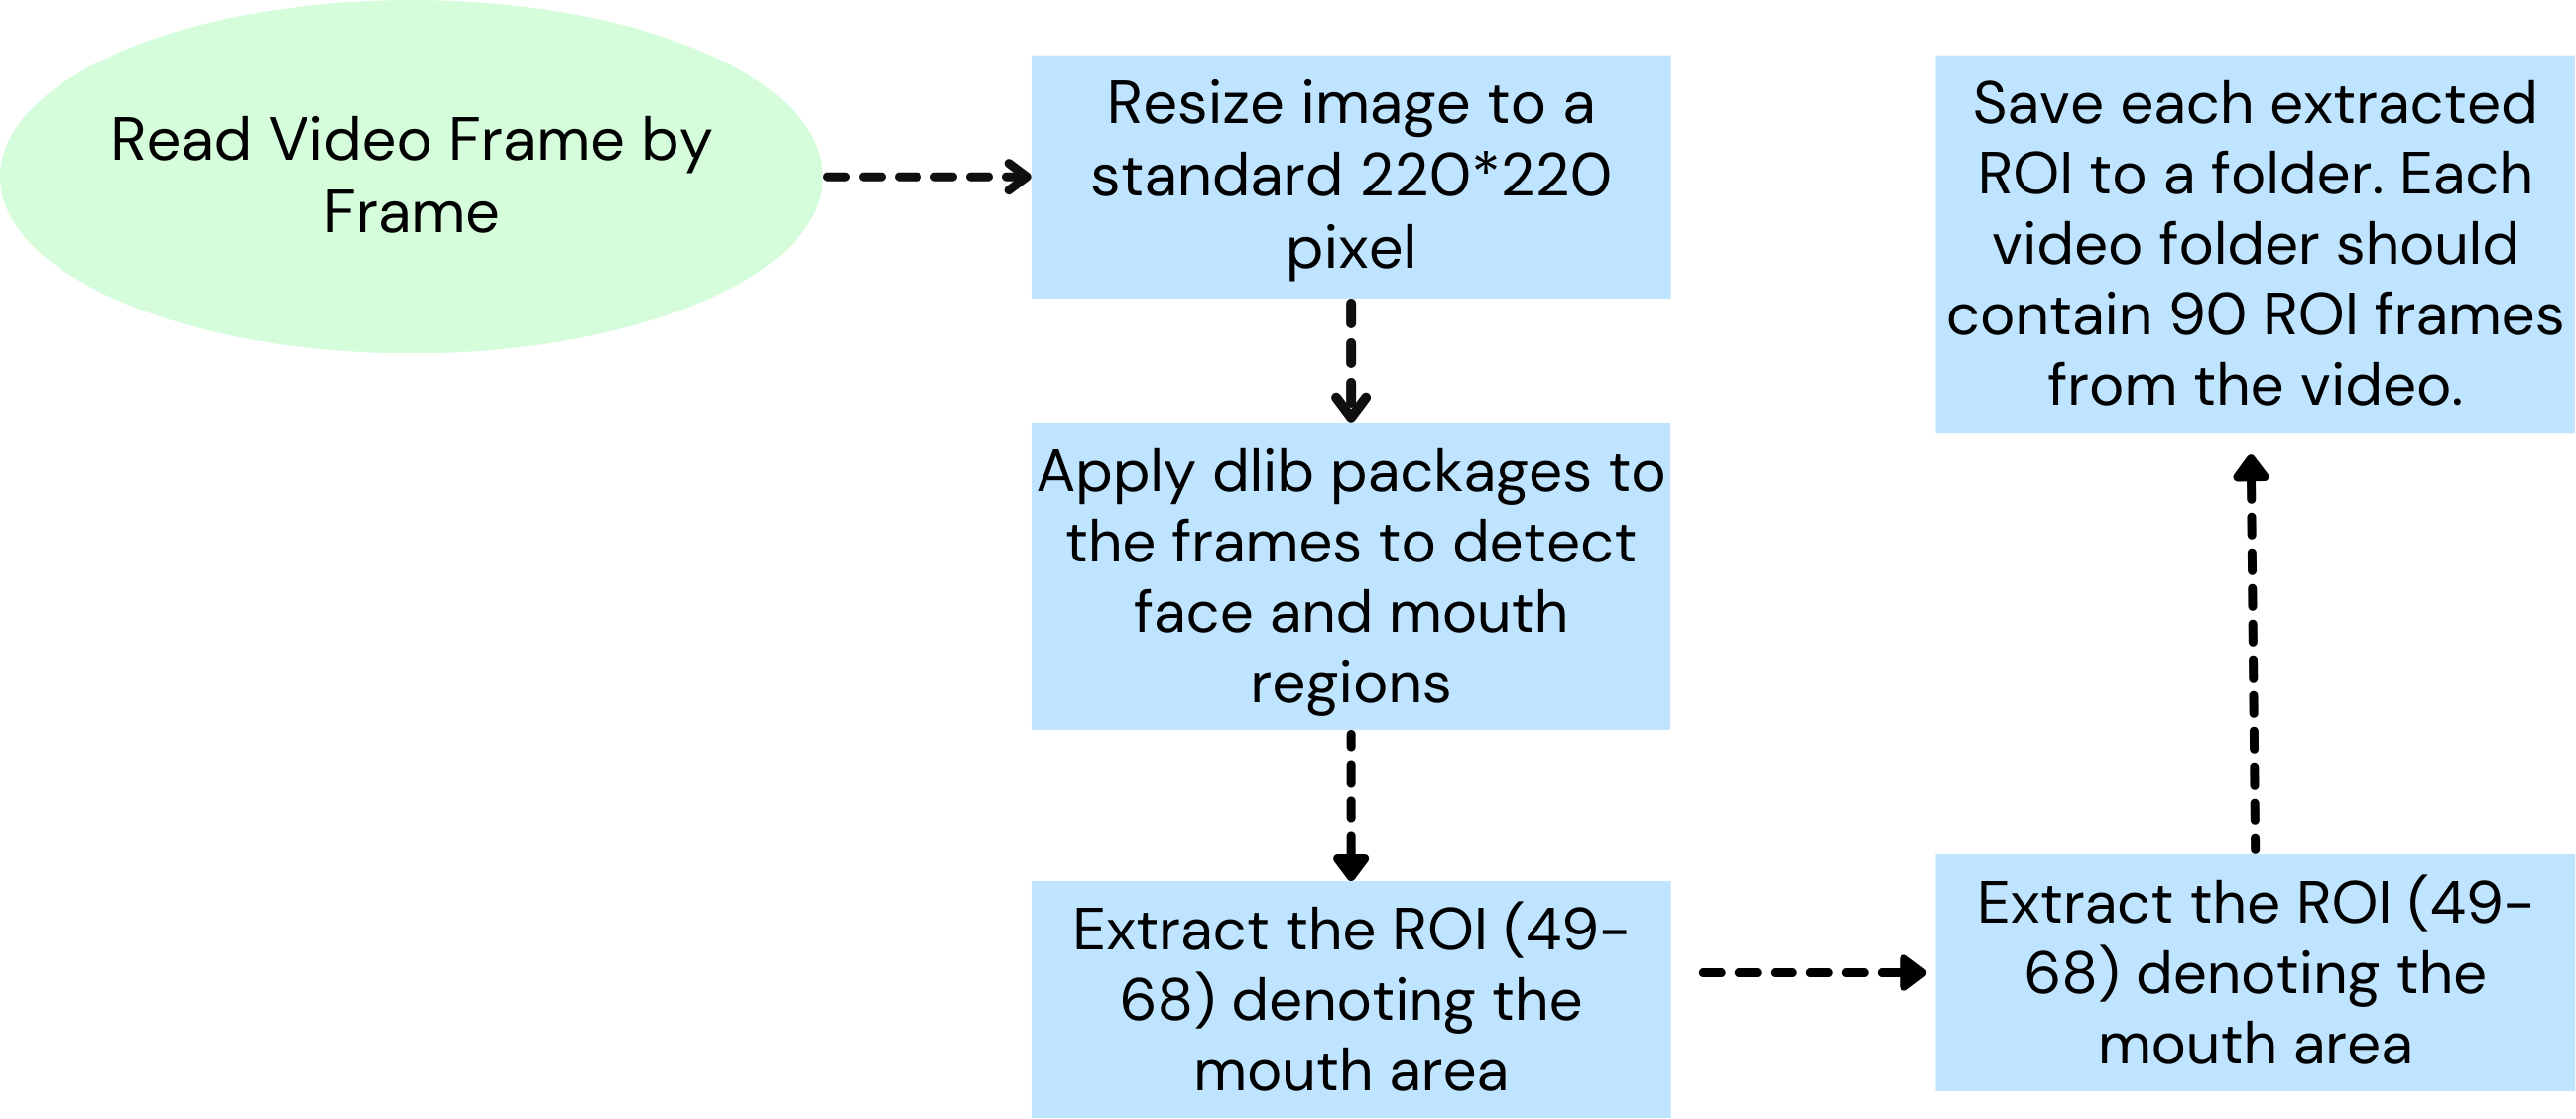 Read Video Frame by
Frame
Resize image to a
standard 220*220
pixel
Apply dlib packages to
the frames to detect
face and mouth
regions
Extract the ROI (49-
68) denoting the
mouth area
Extract the ROI (49-
68) denoting the
mouth area
Save each extracted
ROI to a folder. Each
video folder should
contain 90 ROI frames
from the video.